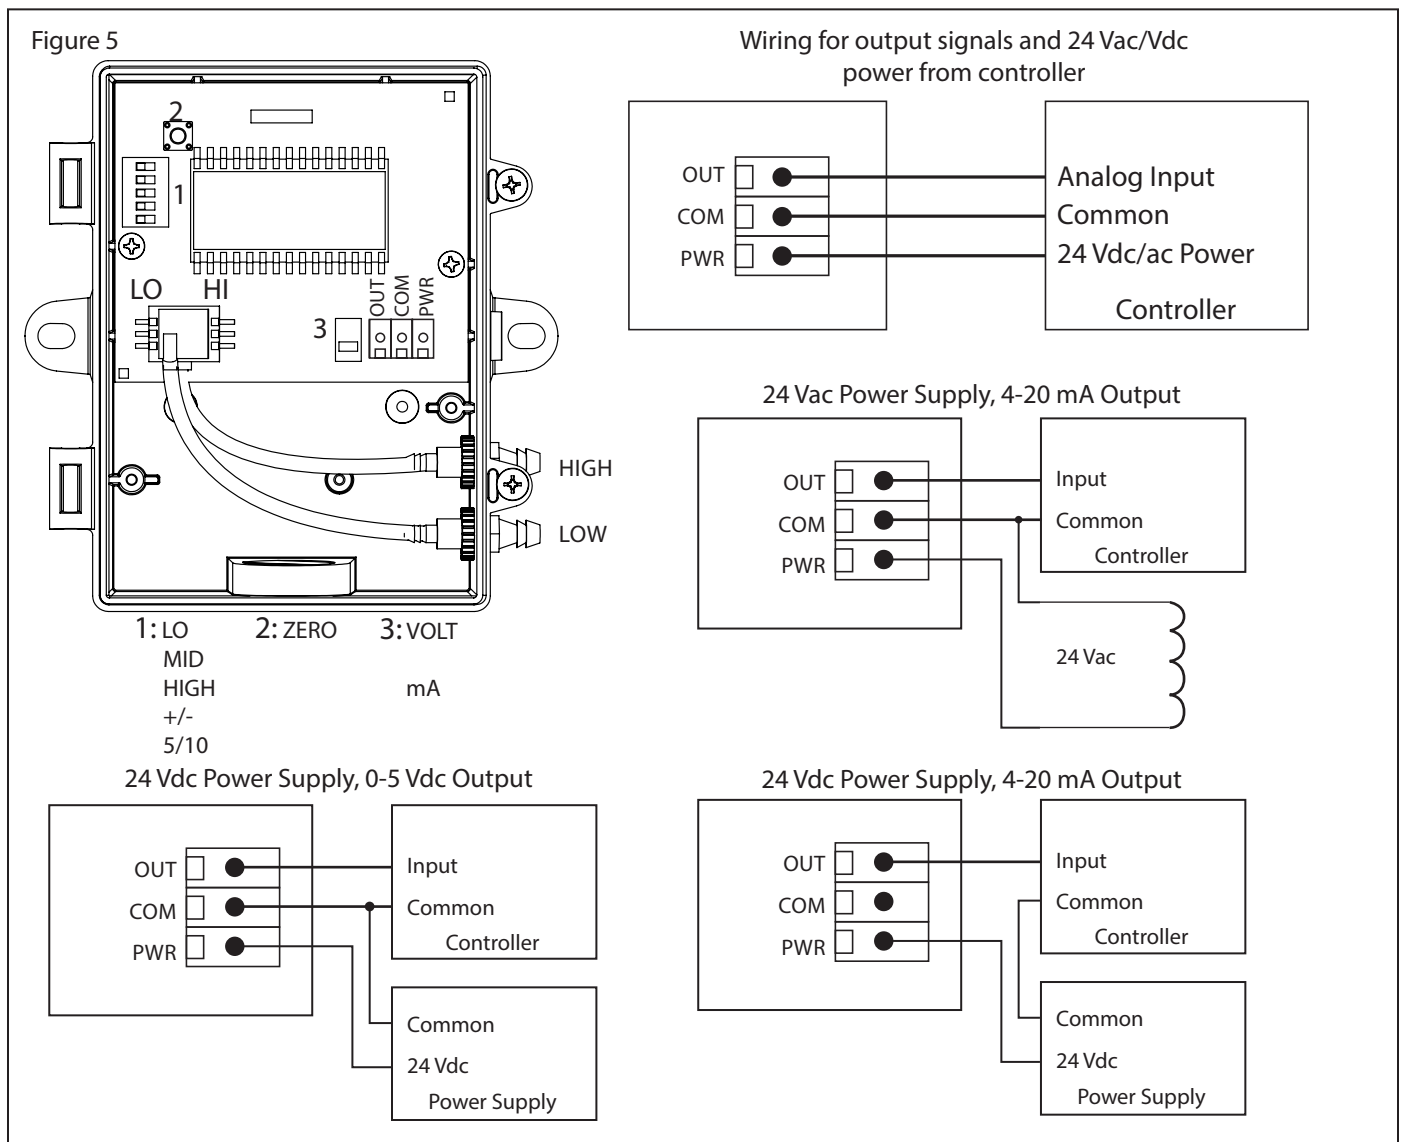 Figure 5
2
1
LO HI
3
OUT
COM
PWR
HIGH
LOW
1: LO
MID
HIGH
+/-
5/10
2: ZERO
3: VOLT
mA
Wiring for output signals and 24 Vac/Vdc
power from controller
OUT
COM
PWR
Analog Input
Common
24 Vdc/ac Power
Controller
24 Vac Power Supply, 4-20 mA Output
OUT
COM
PWR
Input
Common
Controller
24 Vac
24 Vdc Power Supply, 0-5 Vdc Output
OUT
COM
PWR
Input
Common
Controller
Common
24 Vdc
Power Supply
24 Vdc Power Supply, 4-20 mA Output
OUT
COM
PWR
Input
Common
Controller
Common
24 Vdc
Power Supply